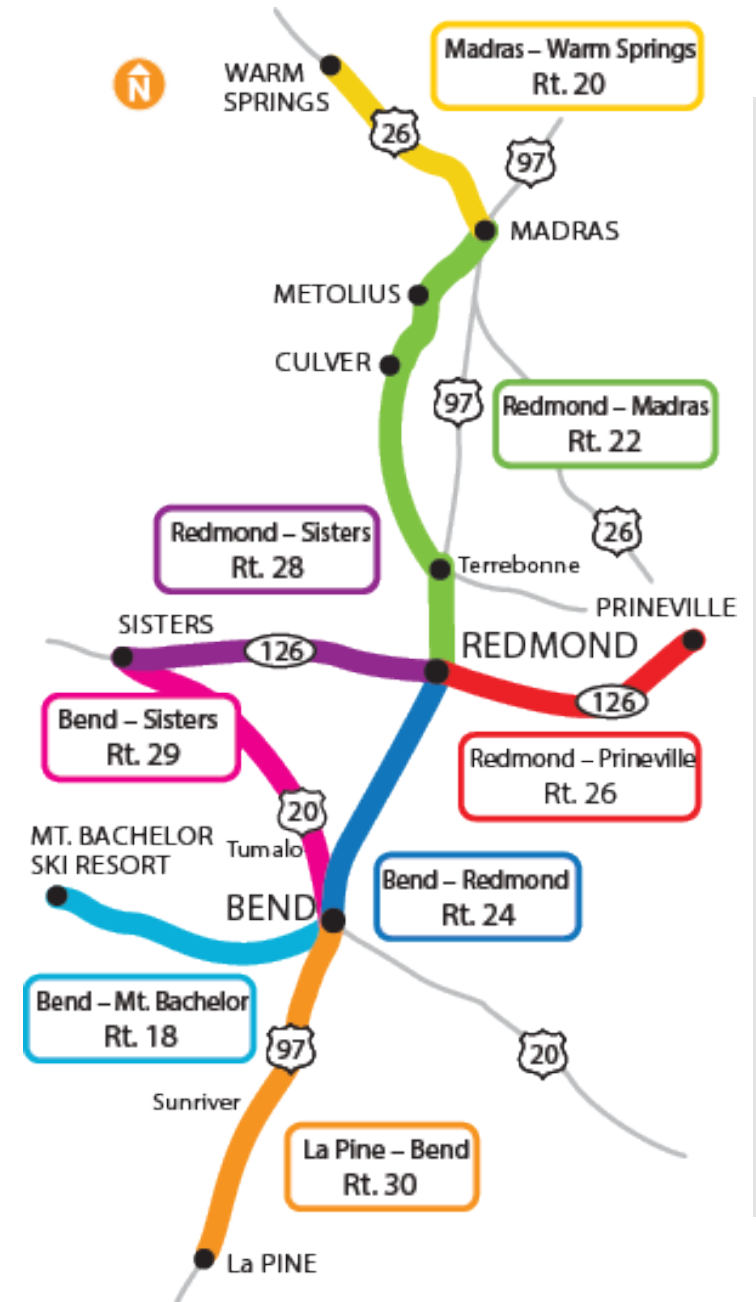 N
WARM
SPRINGS
Madras – Warm Springs
Rt. 20
26
97
MADRAS
METOLIUS
CULVER
97
Redmond – Madras
Rt. 22
Redmond – Sisters
Rt. 28
26
Terrebonne
PRINEVILLE
SISTERS
REDMOND
126
126
Bend – Sisters
Rt. 29
Redmond – Prineville
Rt. 26
20
MT. BACHELOR
SKI RESORT
Tumalo
Bend – Redmond
Rt. 24
BEND
Bend – Mt. Bachelor
Rt. 18
97
20
Sunriver
La Pine – Bend
Rt. 30
La PINE